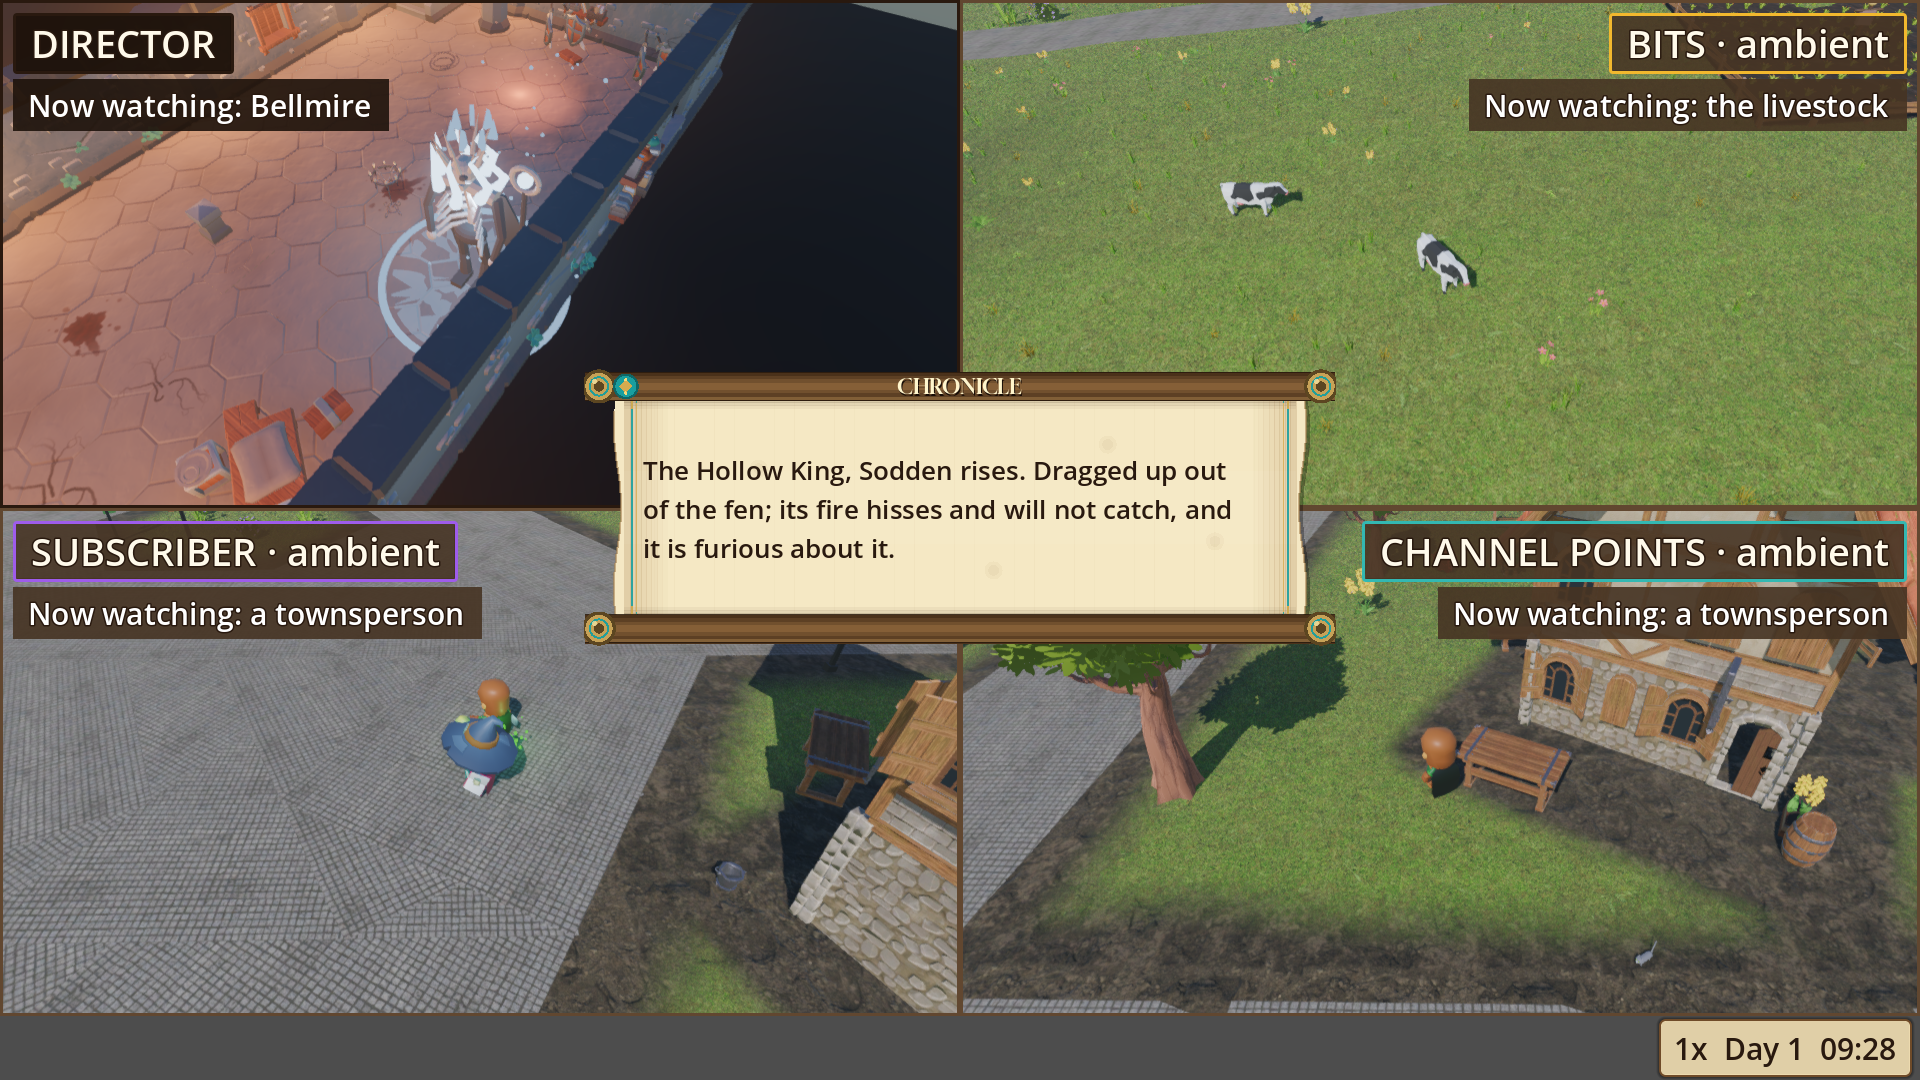 DIRECTOR
Now watching: Bellmire
BITS · ambient
Now watching: the livestock
CHRONICLE
The Hollow King, Sodden rises. Dragged up out
of the fen; its fire hisses and will not catch, and
it is furious about it.
SUBSCRIBER · ambient
Now watching: a townsperson
CHANNEL POINTS · ambient
Now watching: a townsperson
1x Day 1 09:28